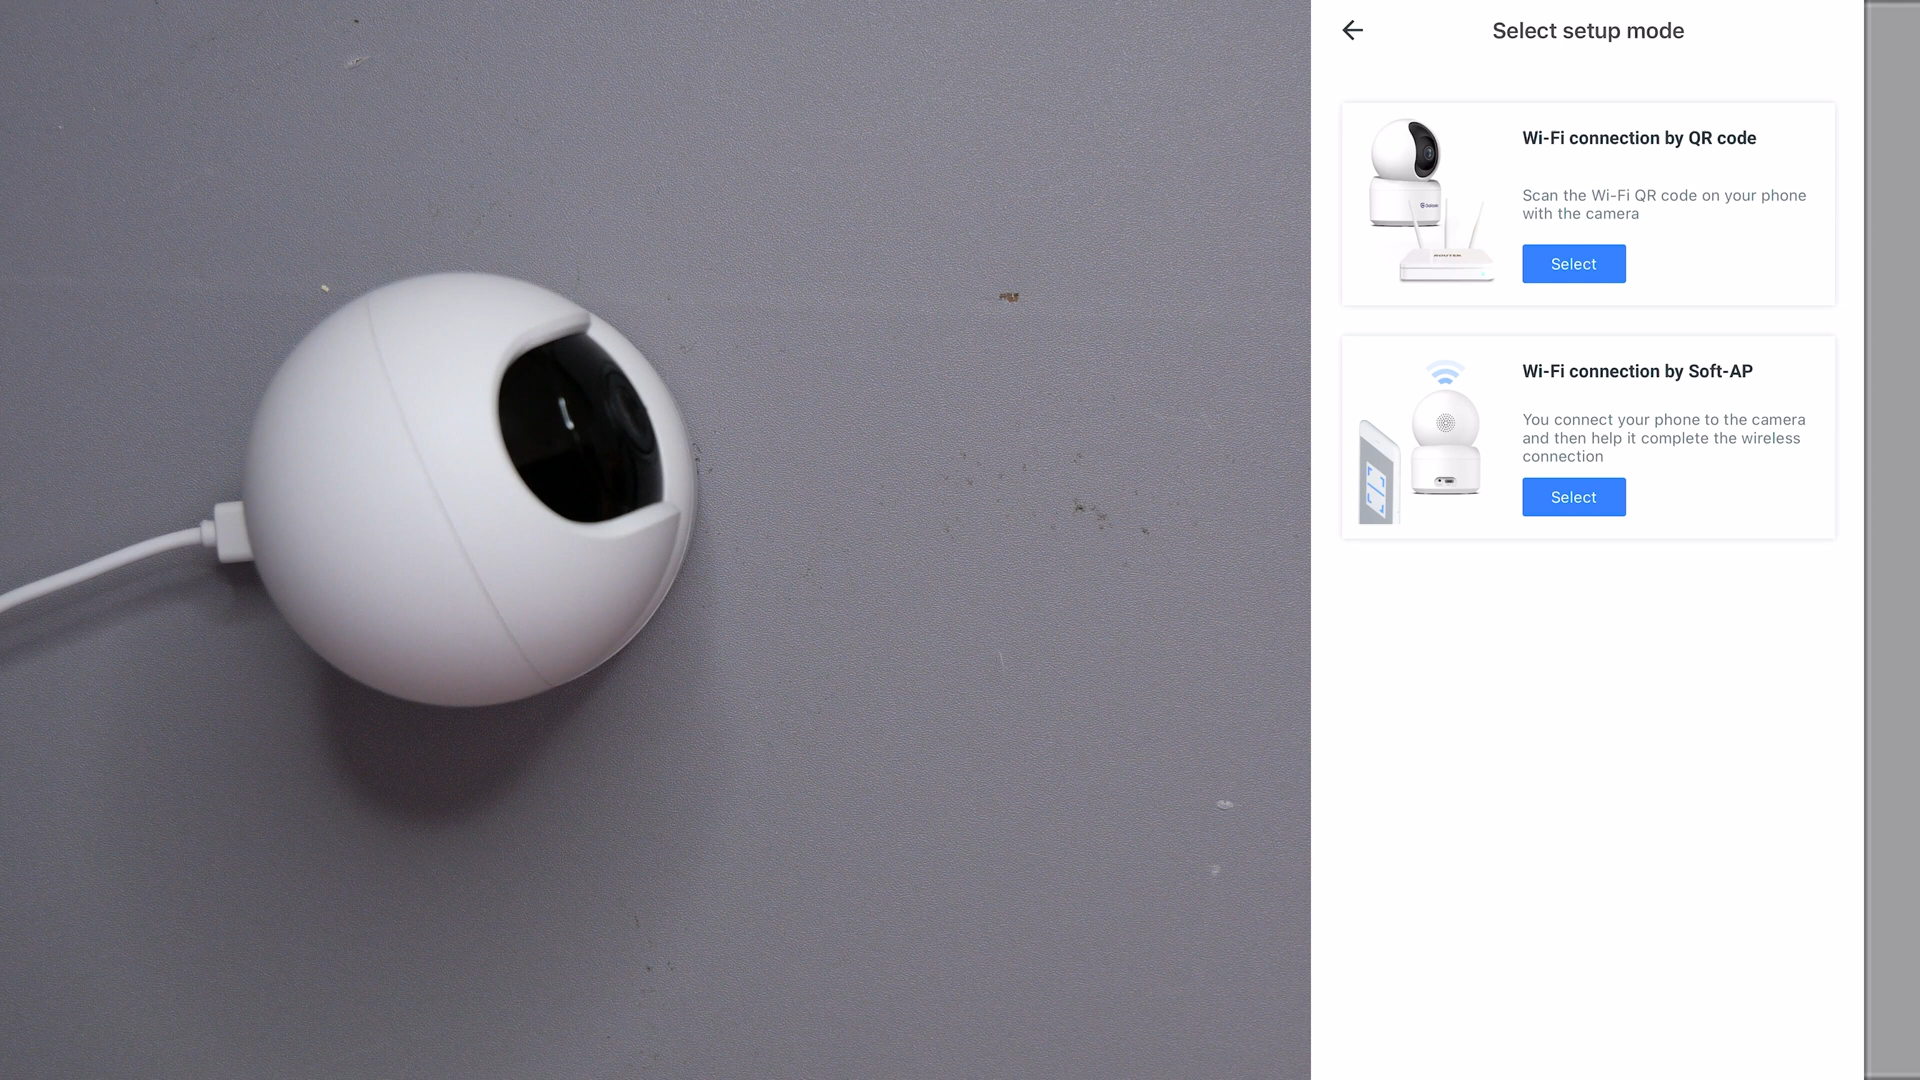 Select setup mode
Wi-Fi connection by QR code
Scan the Wi-Fi QR code on your phone
with the camera
Select
ROUTER
Wi-Fi connection by Soft-AP
You connect your phone to the camera
and then help it complete the wireless
connection
Select